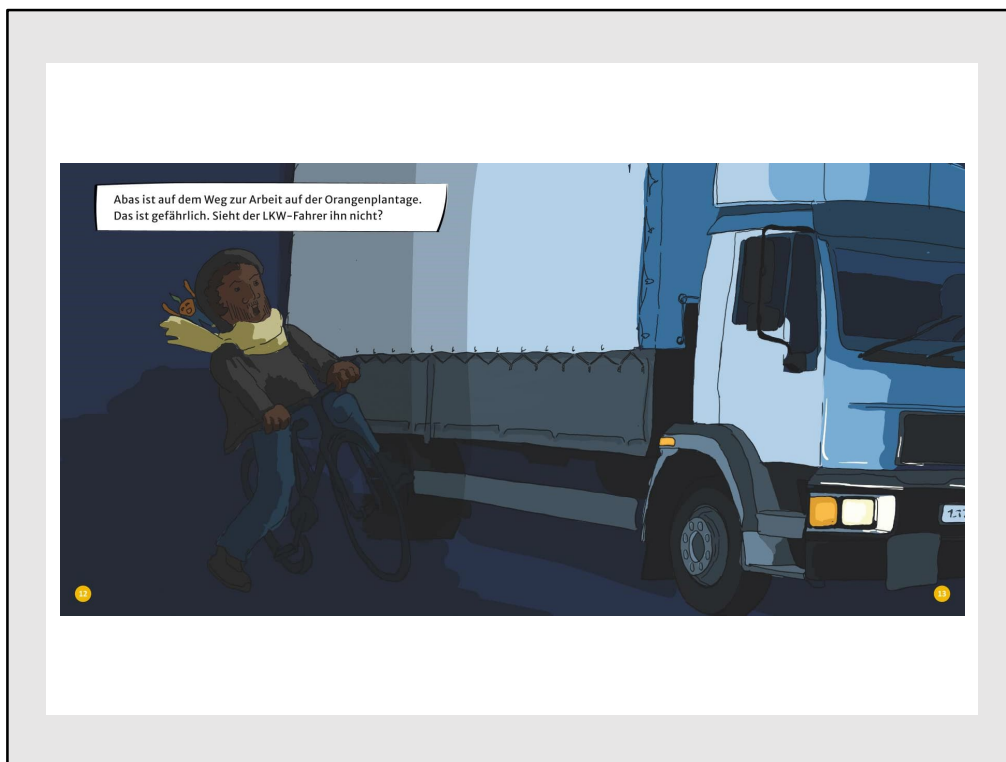 Abas ist auf dem Weg zur Arbeit auf der Orangenplantage.
Das ist gefährlich. Sieht der LKW-Fahrer ihn nicht?
12
13